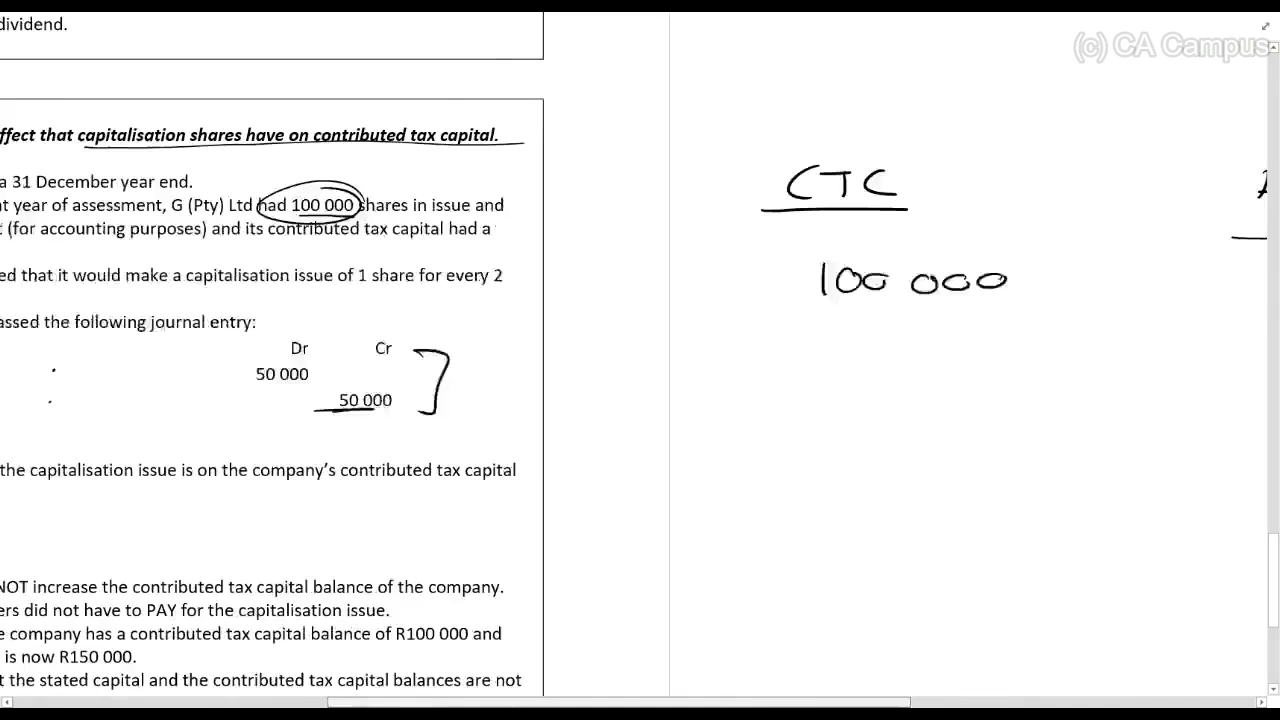 dividend.
(c) CA Campus
ffect that capitalisation shares have on contributed tax capital.
a 31 December year end.
CTC
at year of assessment, G (Pty) Ltd had 100 000 shares in issue and
t (for accounting purposes) and its contributed tax capital had a
ed that it would make a capitalisation issue of 1 share for every 2
100 000
assed the following journal entry:
Dr Cr
50 000
50 000
the capitalisation issue is on the company's contributed tax capital
NOT increase the contributed tax capital balance of the company.
ers did not have to PAY for the capitalisation issue.
e company has a contributed tax capital balance of R100 000 and
is now R150 000.
t the stated capital and the contributed tax capital balances are not